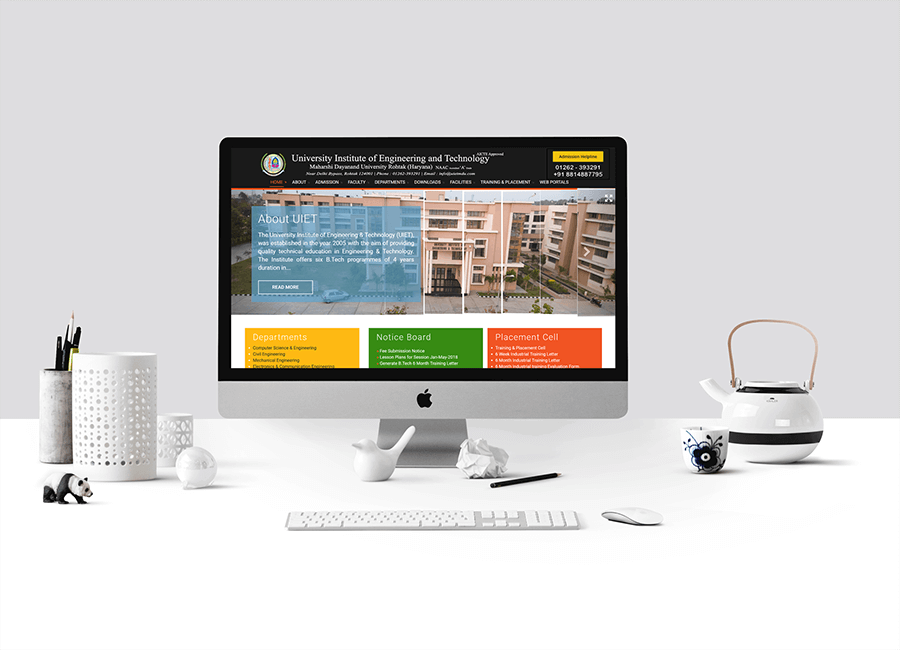 University Institute of Engineering and Technology
AICTE Approved
Maharshi Dayanand University Rohtak (Haryana) NAAC Accredited 'A' Grade
Near Delhi Bypass, Rohtak 124001 | Phone : 01262-393291 | Email : info@uietmdu.com
Admission Helpline
01262 - 393291
+91 8814887795
HOME ABOUT ADMISSION FACULTY DEPARTMENTS DOWNLOADS FACILITIES TRAINING & PLACEMENT WEB PORTALS
About UIET
The University Institute of Engineering & Technology (UIET),
was established in the year 2005 with the aim of providing
quality technical education in Engineering & Technology.
The Institute offers six B.Tech programmes of 4 years
duration in...
READ MORE
Departments
Computer Science & Engineering
Civil Engineering
Mechanical Engineering
Electronics & Communication Engineering
Notice Board
- Fee Submission Notice
- Lesson Plans for Session Jan-May-2018
- Generate B.Tech 6 Month Training Letter
Placement Cell
Training & Placement Cell
6 Week Industrial Training Letter
6 Month Industrial Training Letter
6 Month Industrial Training Evaluation Form